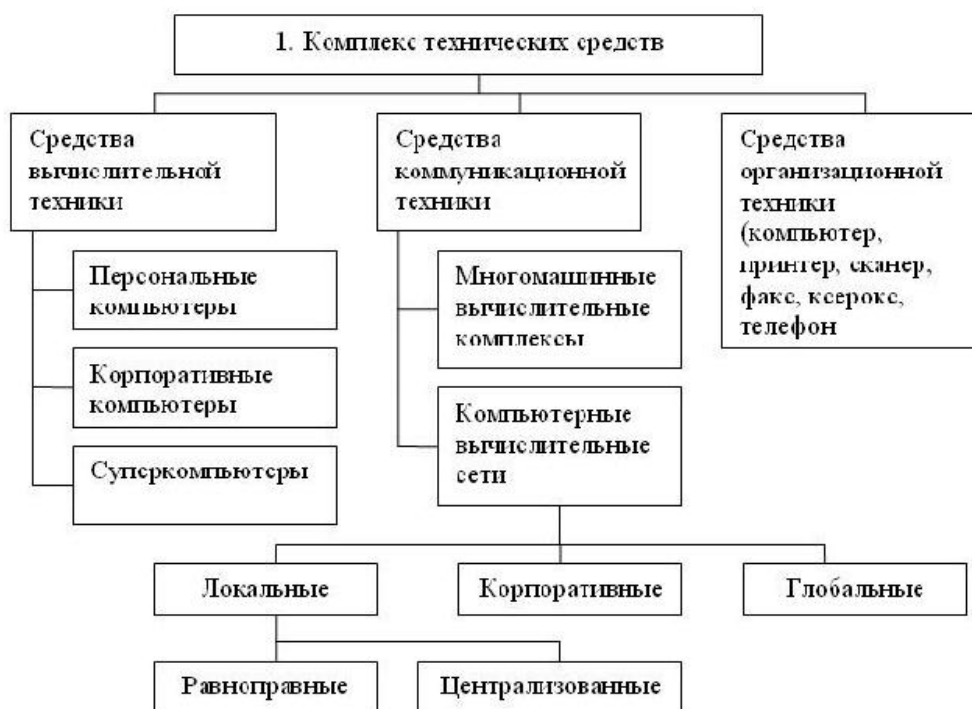 1. Комплекс технических средств
Средства
вычислительной
техники
Средства
коммуникационной
техники
Средства
организационной
техники
(компьютер,
принтер, сканер,
факс, ксерокс,
телефон
Персональные
компьютеры
Корпоративные
компьютеры
Суперкомпьютеры
Многомашинные
вычислительные
комплексы
Компьютерные
вычислительные
сети
Локальные
Корпоративные
Глобальные
Равноправные
Централизованные